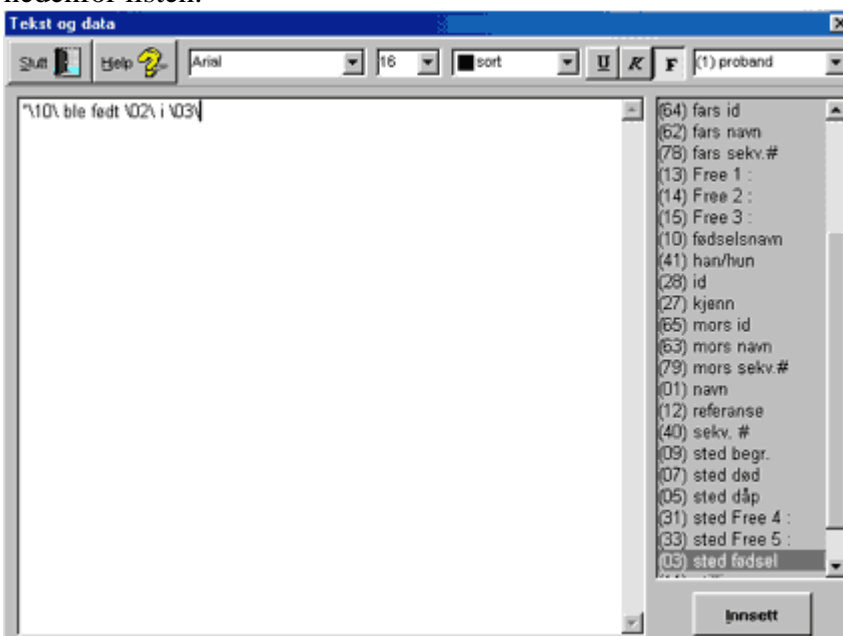 nedenfor listen.
Tekst og data
Slutt Hjelp Arial 16 sort U K F (1) proband
"\10\ ble født \02\ i \03\
(64) fars id
(62) fars navn
(78) fars sekv.#
(13) Free 1 :
(14) Free 2 :
(15) Free 3 :
(10) fødselsnavn
(41) han/hun
(28) id
(27) kjønn
(65) mors id
(63) mors navn
(79) mors sekv.#
(01) navn
(12) referanse
(40) sekv. #
(09) sted begr.
(07) sted død
(05) sted dåp
(31) sted Free 4 :
(33) sted Free 5 :
(03) sted fødsel
Innsett